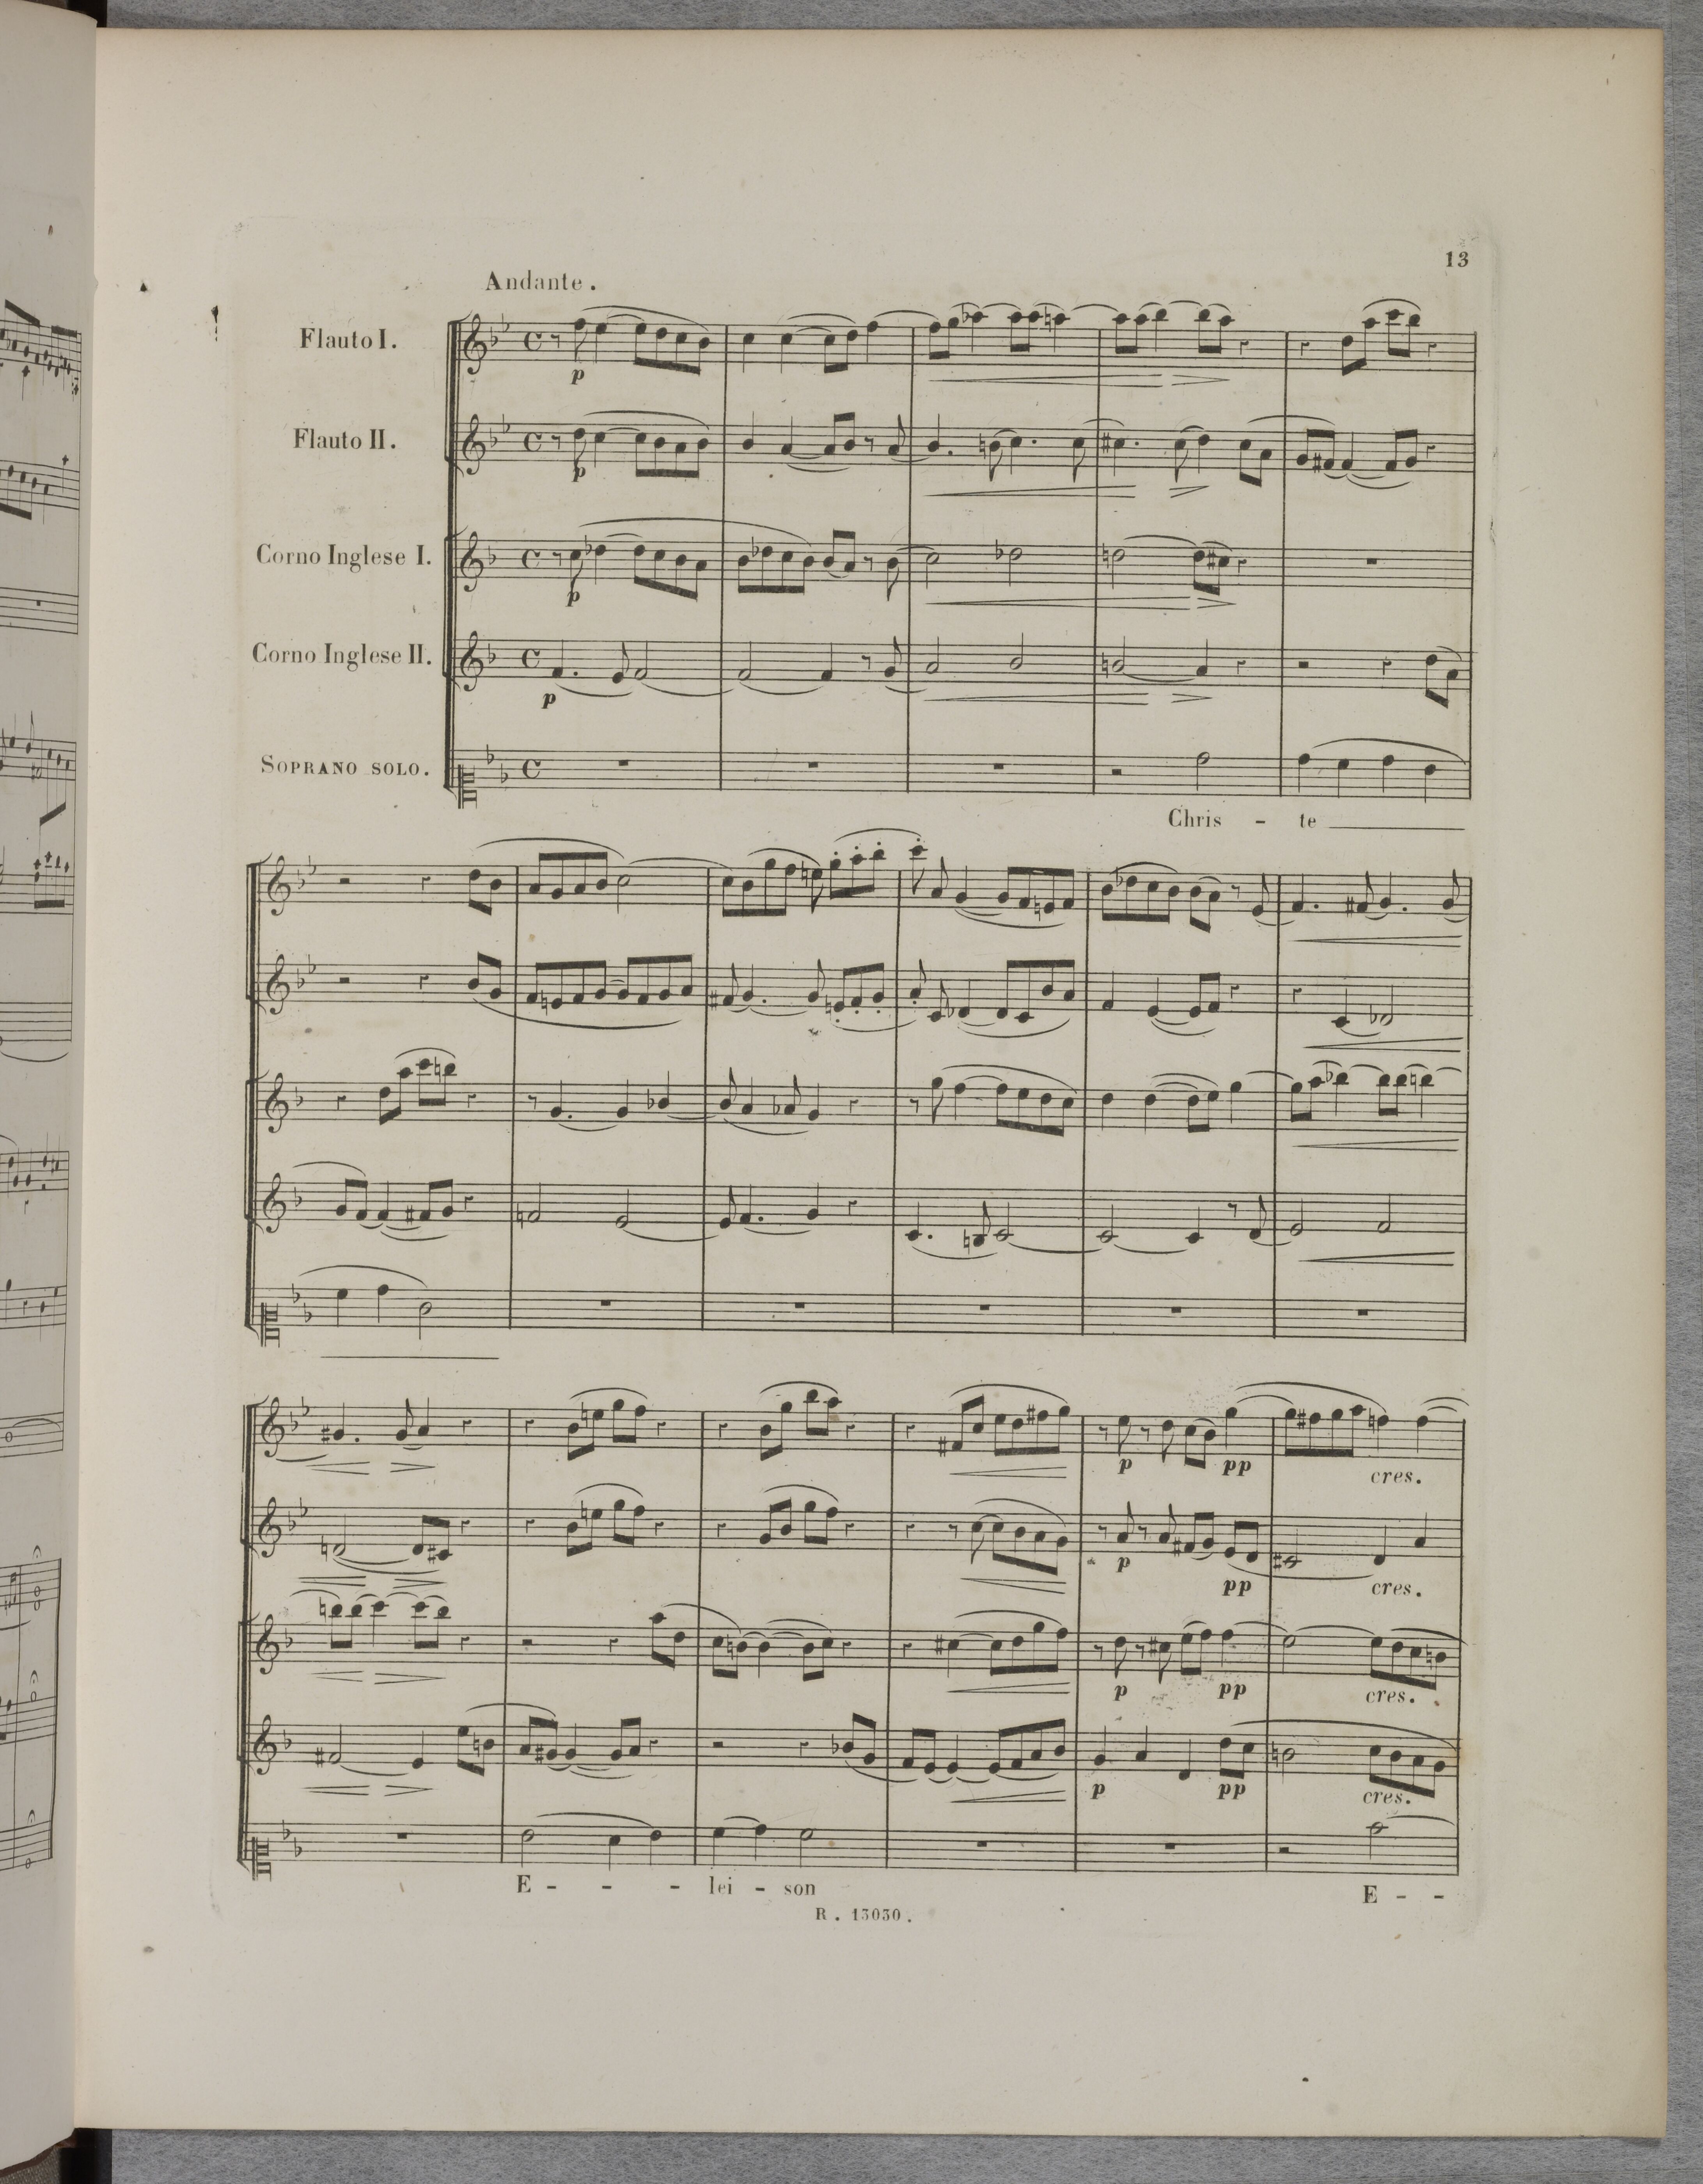 13
Andante.
Flauto I.
p
Flauto II.
p
Corno Inglese I.
p
Corno Inglese II.
p
SOPRANO SOLO.
Chris - te
p pp cres.
p pp cres.
p pp cres.
p pp cres.
E - - - lei - son E - -
R. 13030.